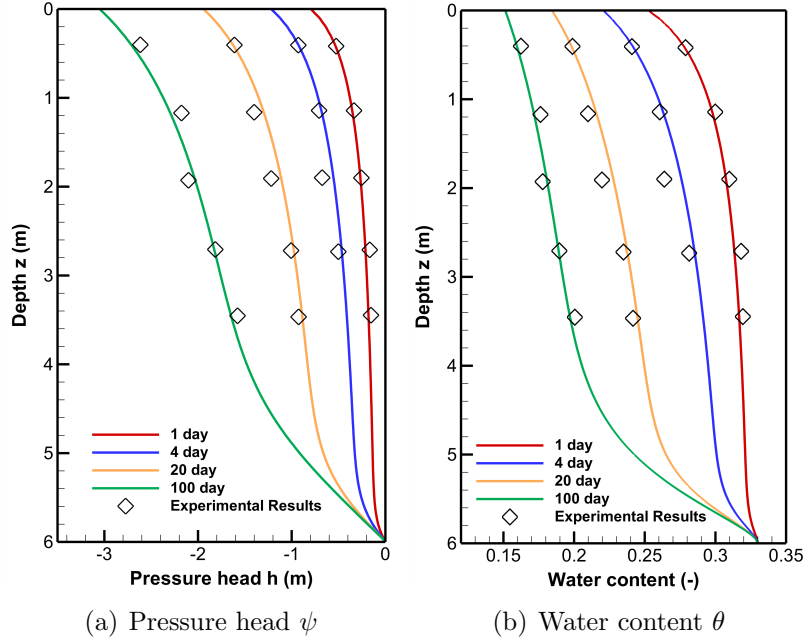 0
1
2
3
4
5
6
Depth z (m)
-3
-2
-1
0
Pressure head h (m)
1 day
4 day
20 day
100 day
Experimental Results
(a) Pressure head ψ
0
1
2
3
4
5
6
Depth z (m)
0.15
0.2
0.25
0.3
0.35
Water content (-)
1 day
4 day
20 day
100 day
Experimental Results
(b) Water content θ